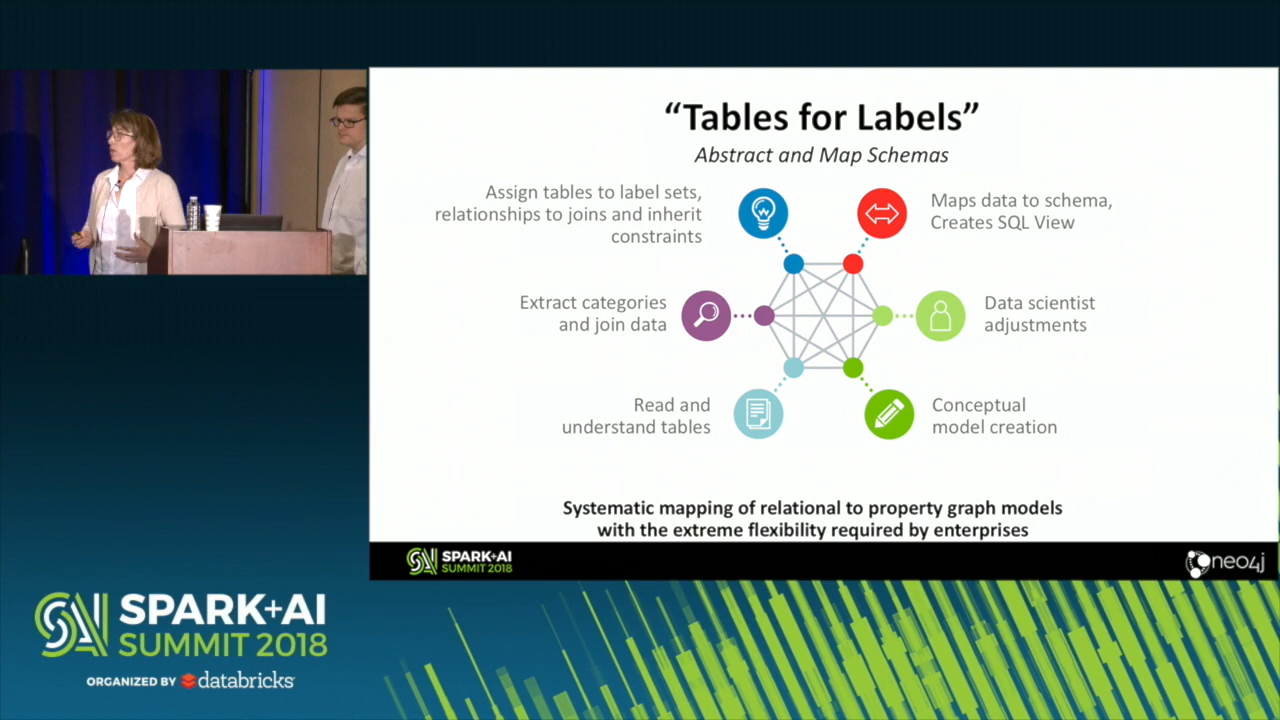 “Tables for Labels”
Abstract and Map Schemas
Assign tables to label sets,
relationships to joins and inherit
constraints
Maps data to schema,
Creates SQL View
Extract categories
and join data
Data scientist
adjustments
Read and
understand tables
Conceptual
model creation
Systematic mapping of relational to property graph models
with the extreme flexibility required by enterprises
SPARK+AI
SUMMIT 2018
neo4j
SPARK+AI
SUMMIT 2018
ORGANIZED BY databricks